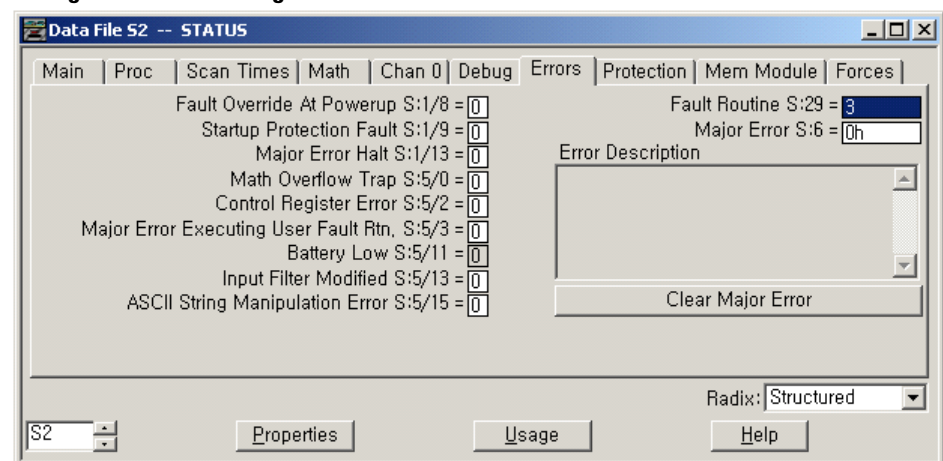 Data File S2 -- STATUS
Main Proc Scan Times Math Chan 0 Debug Errors Protection Mem Module Forces
Fault Override At Powerup S:1/8 = 0
Startup Protection Fault S:1/9 = 0
Major Error Halt S:1/13 = 0
Math Overflow Trap S:5/0 = 0
Control Register Error S:5/2 = 0
Major Error Executing User Fault Rtn. S:5/3 = 0
Battery Low S:5/11 = 0
Input Filter Modified S:5/13 = 0
ASCII String Manipulation Error S:5/15 = 0
Fault Routine S:29 = 3
Major Error S:6 = 0h
Error Description
Clear Major Error
Radix: Structured
S2
Properties
Usage
Help